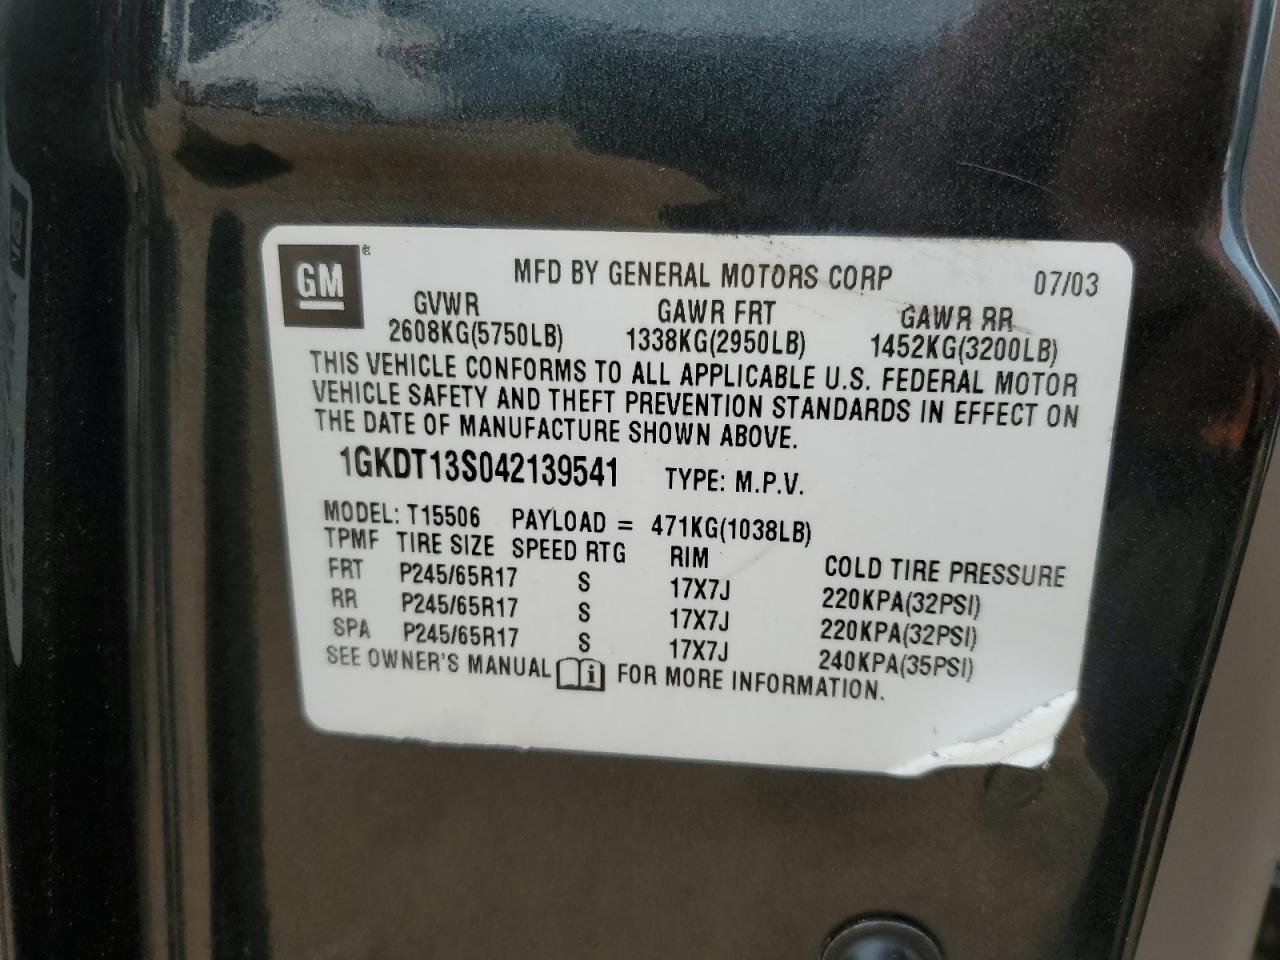 GM ®
MFD BY GENERAL MOTORS CORP 07/03
GVWR GAWR FRT GAWR RR
2608KG(5750LB) 1338KG(2950LB) 1452KG(3200LB)
THIS VEHICLE CONFORMS TO ALL APPLICABLE U.S. FEDERAL MOTOR
VEHICLE SAFETY AND THEFT PREVENTION STANDARDS IN EFFECT ON
THE DATE OF MANUFACTURE SHOWN ABOVE.
1GKDT13S042139541 TYPE: M.P.V.
MODEL: T15506 PAYLOAD = 471KG(1038LB)
TPMF TIRE SIZE SPEED RTG RIM COLD TIRE PRESSURE
FRT P245/65R17 S 17X7J 220KPA(32PSI)
RR P245/65R17 S 17X7J 220KPA(32PSI)
SPA P245/65R17 S 17X7J 240KPA(35PSI)
SEE OWNER'S MANUAL i FOR MORE INFORMATION.